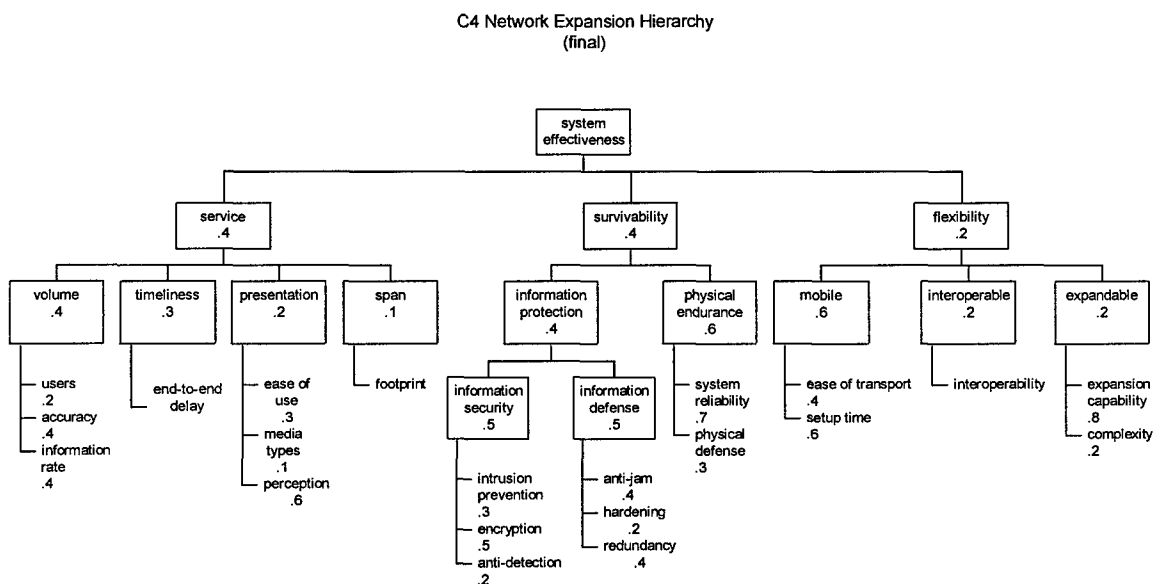 C4 Network Expansion Hierarchy
(final)
system
effectiveness
service
.4
survivability
.4
flexibility
.2
volume
.4
timeliness
.3
presentation
.2
span
.1
information
protection
.4
physical
endurance
.6
mobile
.6
interoperable
.2
expandable
.2
users
.2
accuracy
.4
information
rate
.4
end-to-end
delay
ease of
use
.3
media
types
.1
perception
.6
footprint
information
security
.5
information
defense
.5
system
reliability
.7
physical
defense
.3
ease of transport
.4
setup time
.6
interoperability
expansion
capability
.8
complexity
.2
intrusion
prevention
.3
encryption
.5
anti-detection
.2
anti-jam
.4
hardening
.2
redundancy
.4